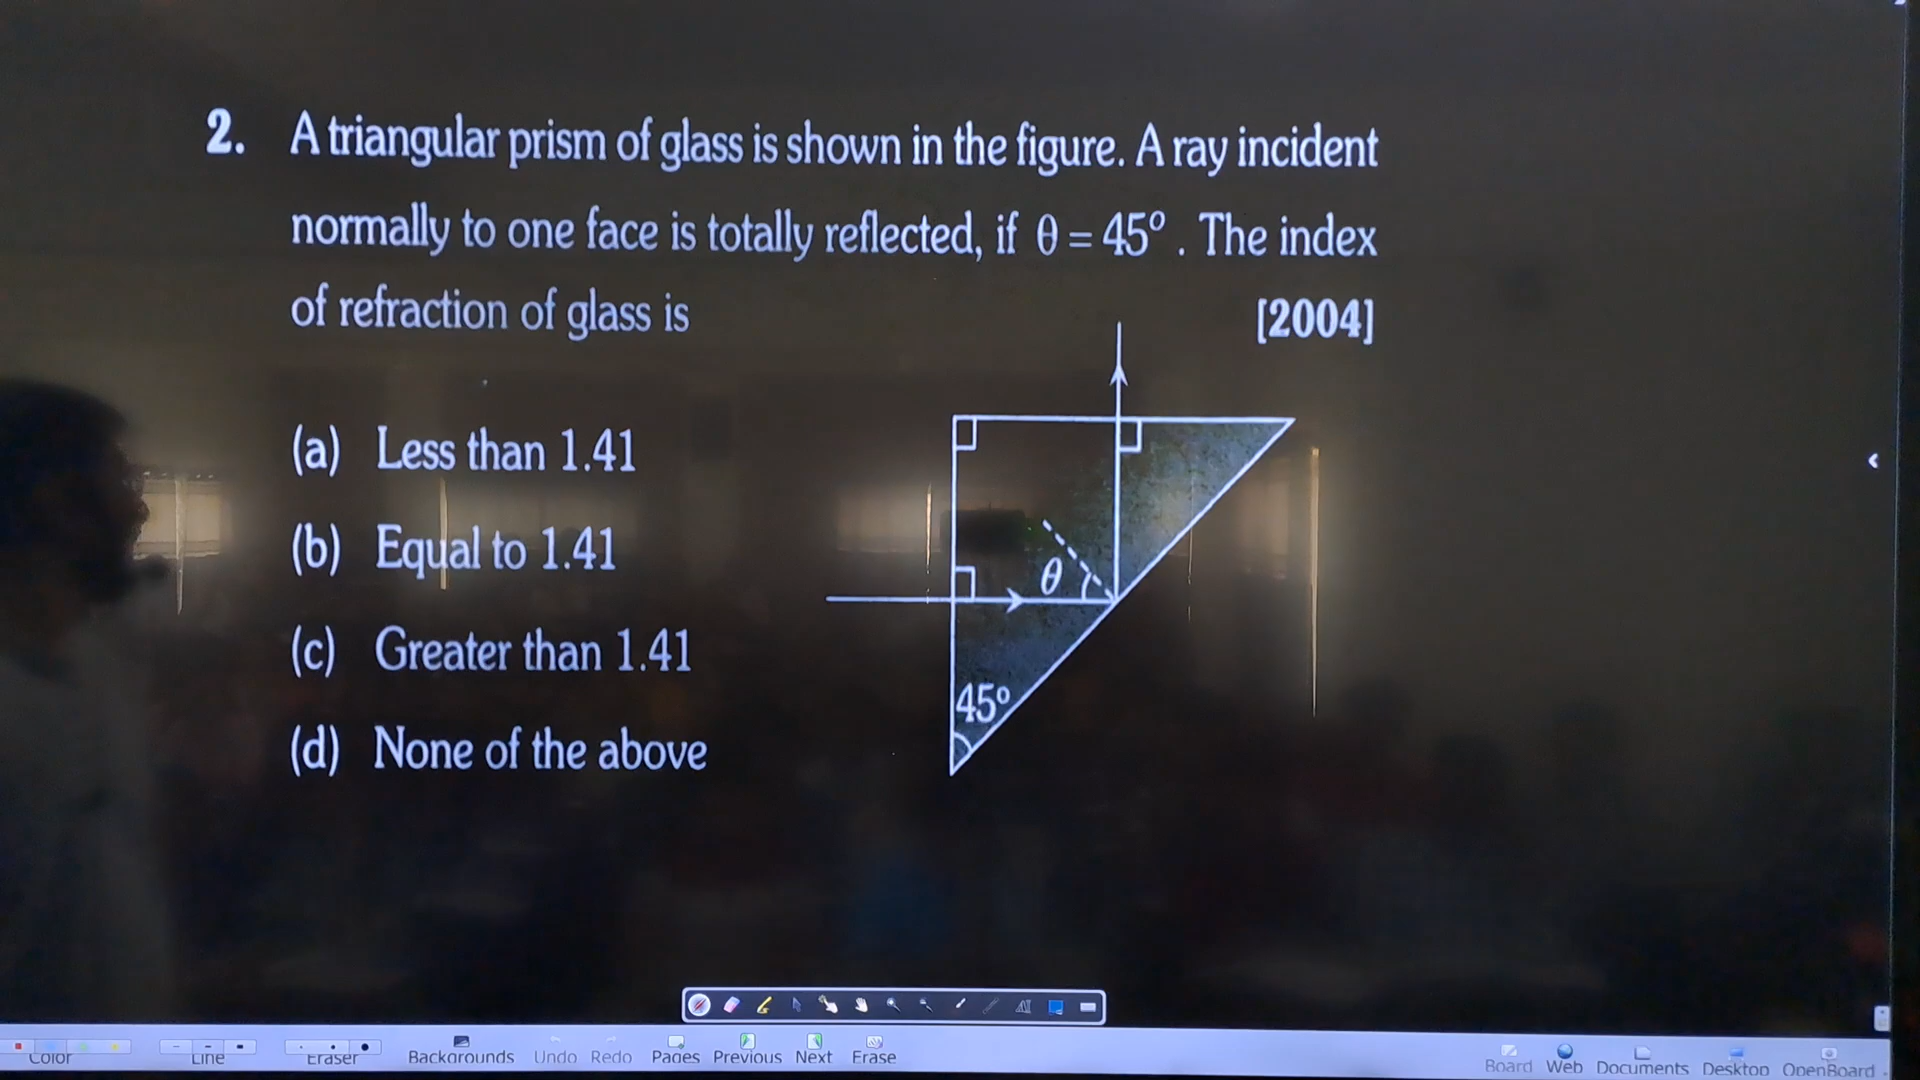 2. A triangular prism of glass is shown in the figure. A ray incident
normally to one face is totally reflected, if θ = 45º . The index
of refraction of glass is [2004]
(a) Less than 1.41
(b) Equal to 1.41
(c) Greater than 1.41
(d) None of the above
θ
45º
Color Line Eraser Backgrounds Undo Redo Pages Previous Next Erase Board Web Documents Desktop OpenBoard